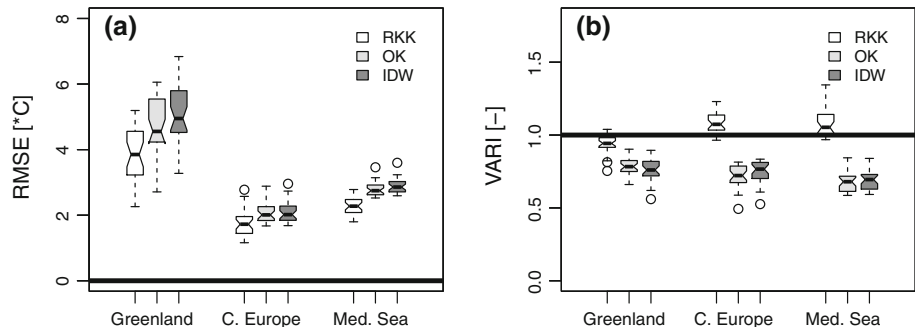 (a)
RMSE [*C]
8
6
4
2
0
RKK
OK
IDW
Greenland C. Europe Med. Sea
(b)
VARI [−]
1.5
1.0
0.5
0.0
RKK
OK
IDW
Greenland C. Europe Med. Sea